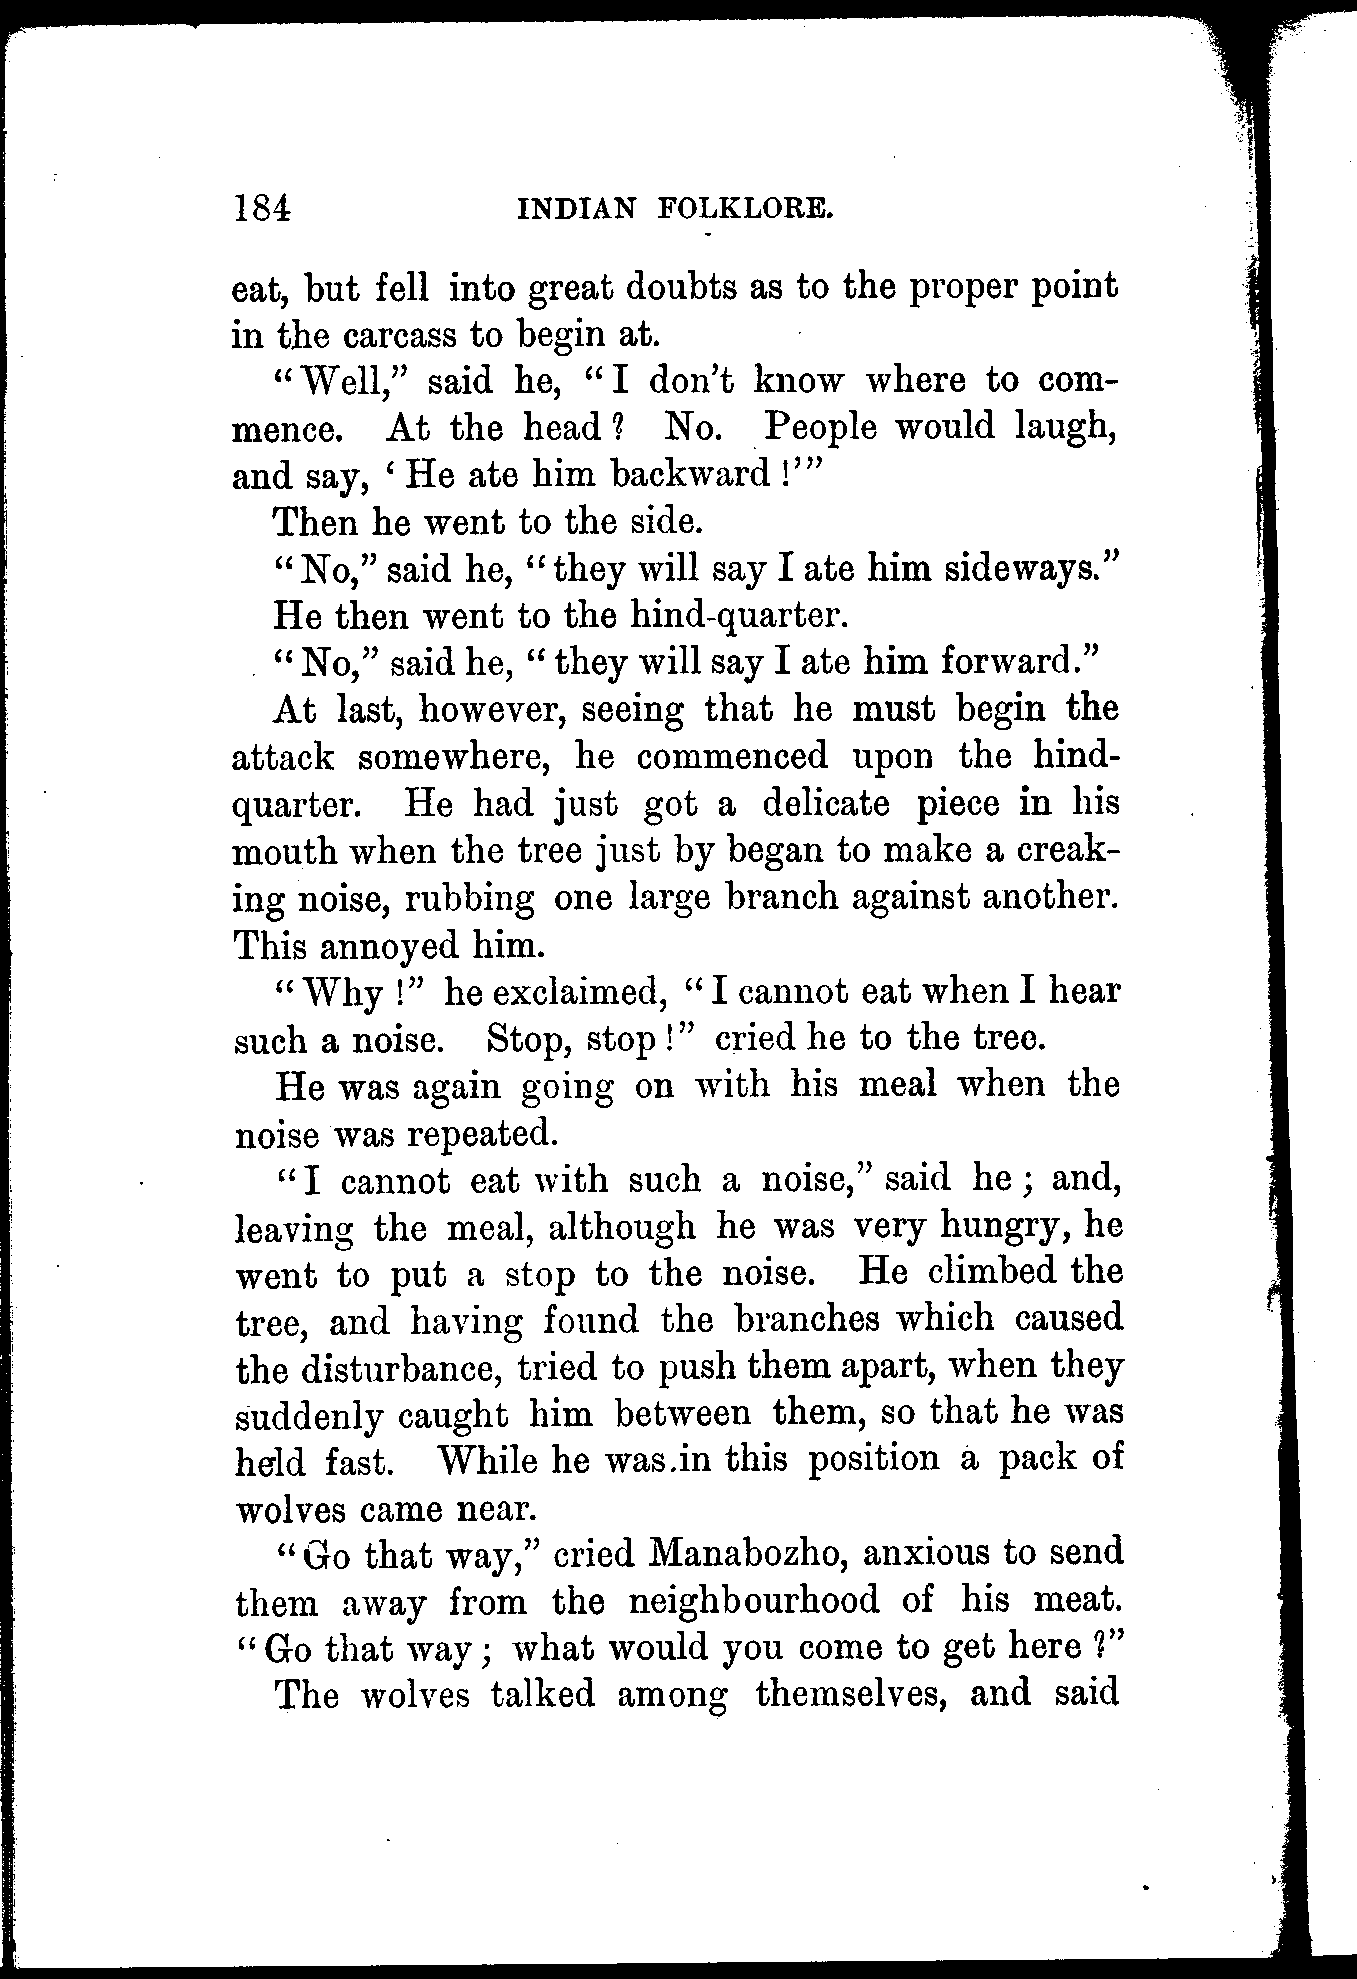 184 INDIAN FOLKLORE.
eat, but fell into great doubts as to the proper point
in the carcass to begin at.
"Well," said he, "I don't know where to com-
mence. At the head? No. People would laugh,
and say, 'He ate him backward!'"
Then he went to the side.
"No," said he, "they will say I ate him sideways."
He then went to the hind-quarter.
"No," said he, "they will say I ate him forward."
At last, however, seeing that he must begin the
attack somewhere, he commenced upon the hind-
quarter. He had just got a delicate piece in his
mouth when the tree just by began to make a creak-
ing noise, rubbing one large branch against another.
This annoyed him.
"Why!" he exclaimed, "I cannot eat when I hear
such a noise. Stop, stop!" cried he to the tree.
He was again going on with his meal when the
noise was repeated.
"I cannot eat with such a noise," said he; and,
leaving the meal, although he was very hungry, he
went to put a stop to the noise. He climbed the
tree, and having found the branches which caused
the disturbance, tried to push them apart, when they
suddenly caught him between them, so that he was
held fast. While he was in this position a pack of
wolves came near.
"Go that way," cried Manabozho, anxious to send
them away from the neighbourhood of his meat.
"Go that way; what would you come to get here?"
The wolves talked among themselves, and said